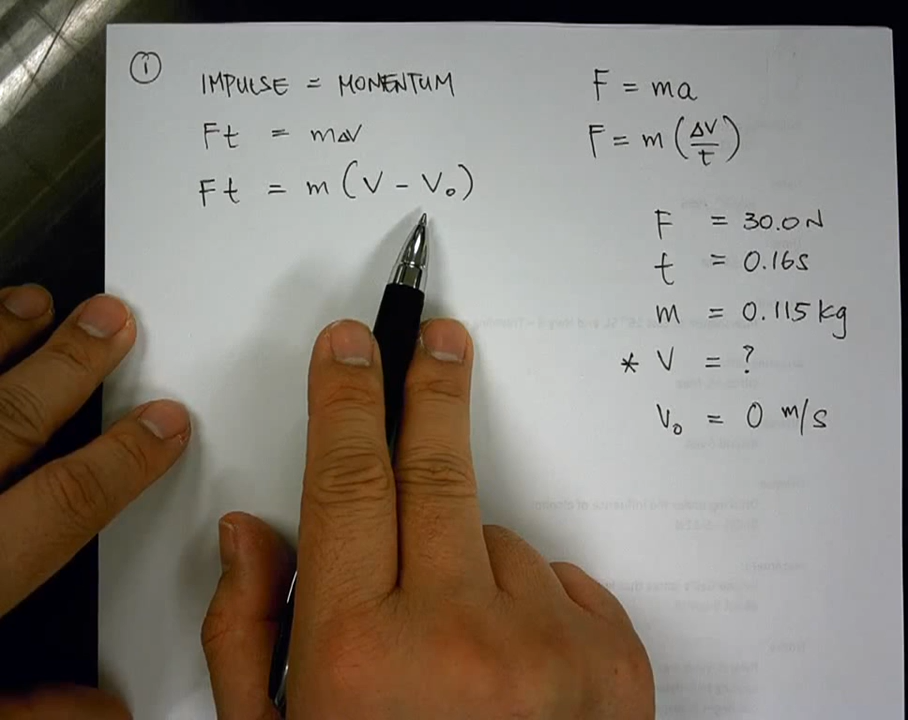 ①
IMPULSE = MOMENTUM
Ft = mΔV
Ft = m(V - V₀)
F = ma
F = m(ΔV/t)
F = 30.0N
t = 0.16s
m = 0.115 kg
* V = ?
V₀ = 0 m/s